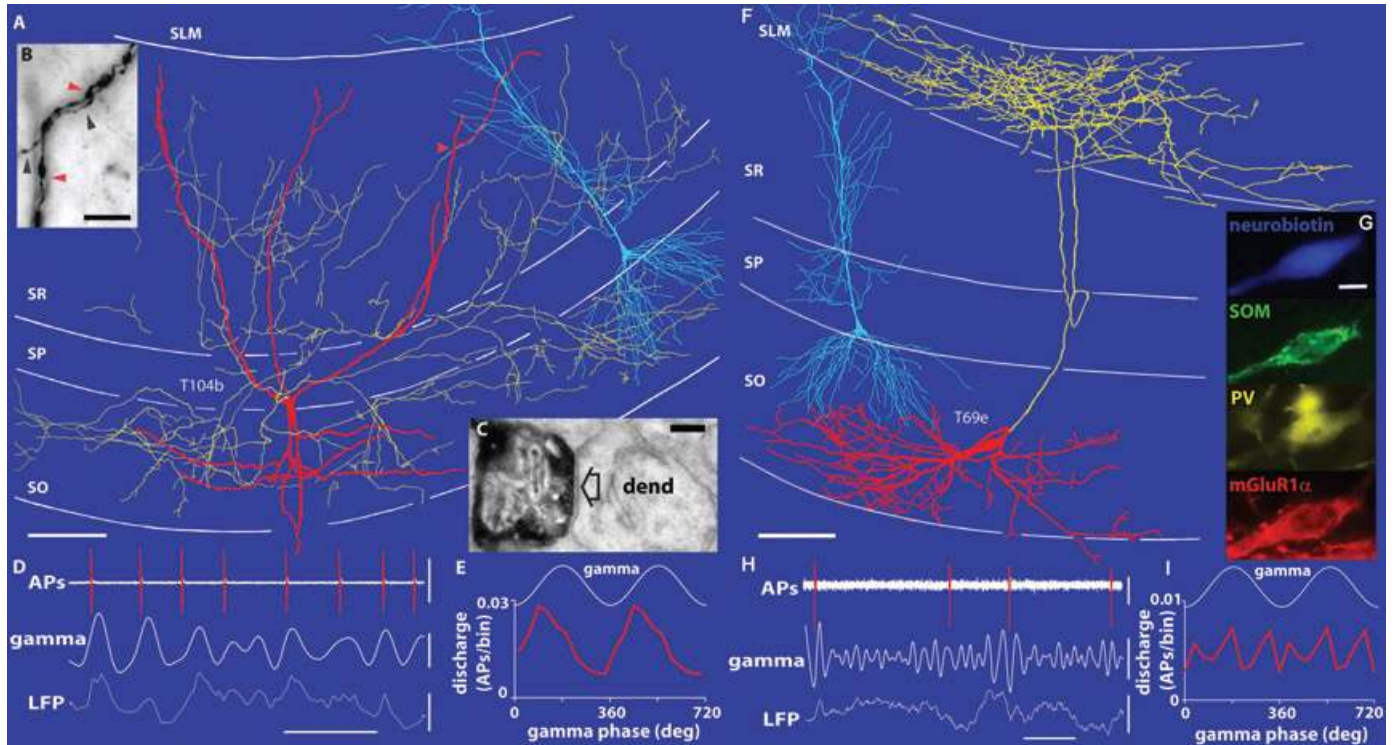 A
SLM
B
SR
SP
T104b
SO
C
dend
D
APs
gamma
LFP
E
gamma
0.03
discharge
(APs/bin)
0
0 360 720
gamma phase (deg)
F
SLM
SR
SP
SO
T69e
G
neurobiotin
SOM
PV
mGluR1α
H
APs
gamma
LFP
I
gamma
0.01
discharge
(APs/bin)
0
0 360 720
gamma phase (deg)